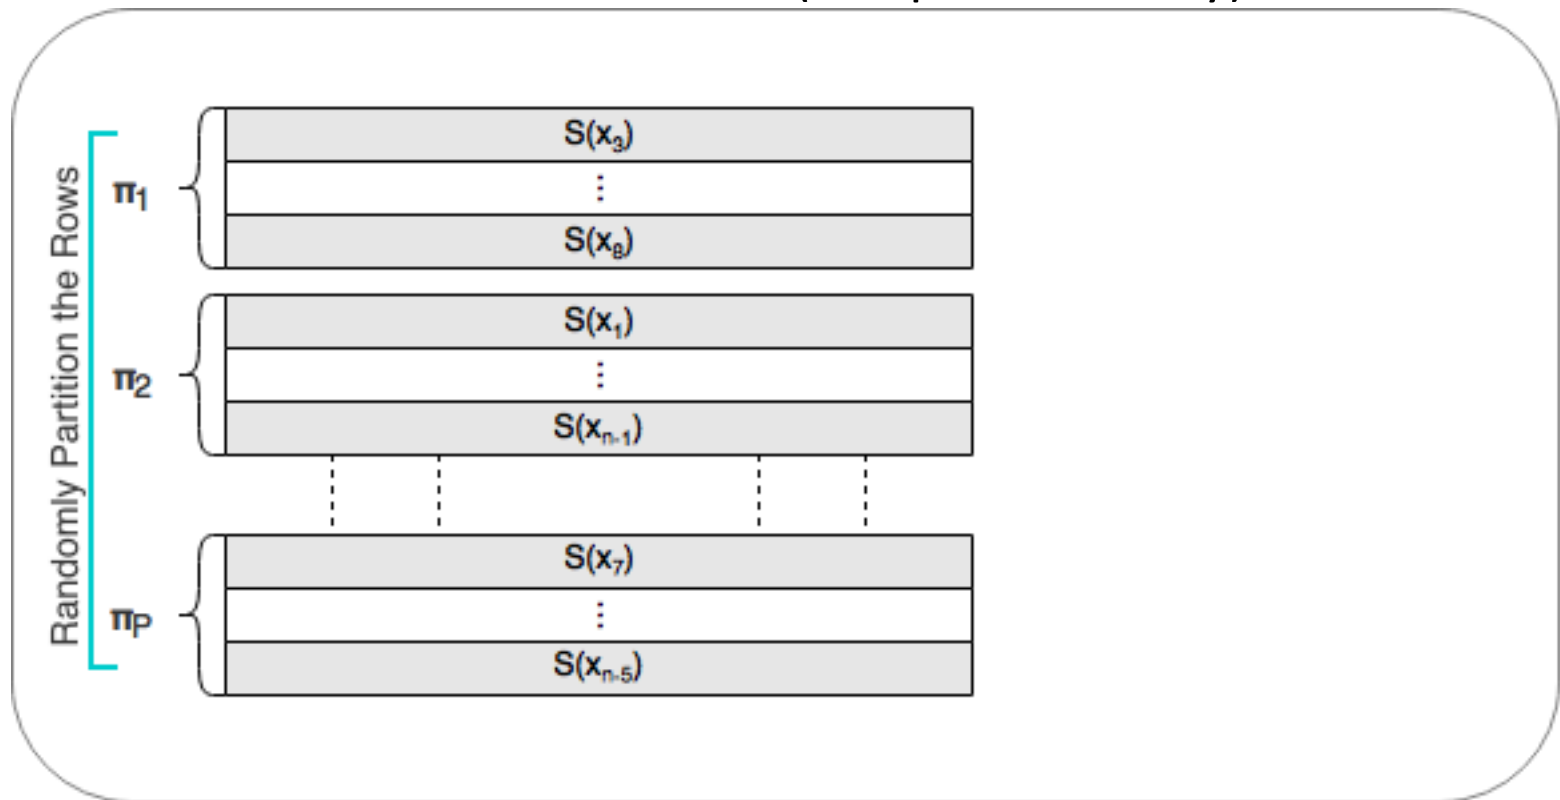 Randomly Partition the Rows
π1
S(x3)
⋮
S(x8)
π2
S(x1)
⋮
S(xn-1)
πP
S(x7)
⋮
S(xn-5)